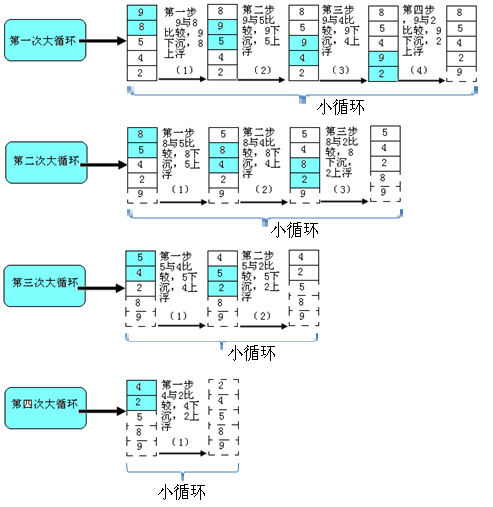 第一次大循环
9
8
5
4
2
第一步
9与8
比较，9
下沉，8
上浮
（1）
8
9
5
4
2
第二步
9与5比
较，9下
沉，5上
浮
（2）
8
5
9
4
2
第三步
9与4比
较，9下
沉，4上
浮
（3）
8
5
4
9
2
第四步
，9与2
比较，9
下沉，2
上浮
（4）
8
5
4
2
9
小循环
第二次大循环
8
5
4
2
9
第一步
8与5比
较，8下
沉，5上
浮
（1）
5
8
4
2
9
第二步
8与4比
较，8下
沉，4上
浮
（2）
5
4
8
2
9
第三步
8与2比
较，8
下沉，
2上浮
（3）
5
4
2
8
9
小循环
第三次大循环
5
4
2
8
9
第一步
5与4比
较，5下
沉，4上
浮
（1）
4
5
2
8
9
第二步
5与2比
较，5下
沉，2上
浮
（2）
4
2
5
8
9
小循环
第四次大循环
4
2
5
8
9
第一步
4与2比
较，4下
沉，2上
浮
（1）
2
4
5
8
9
小循环